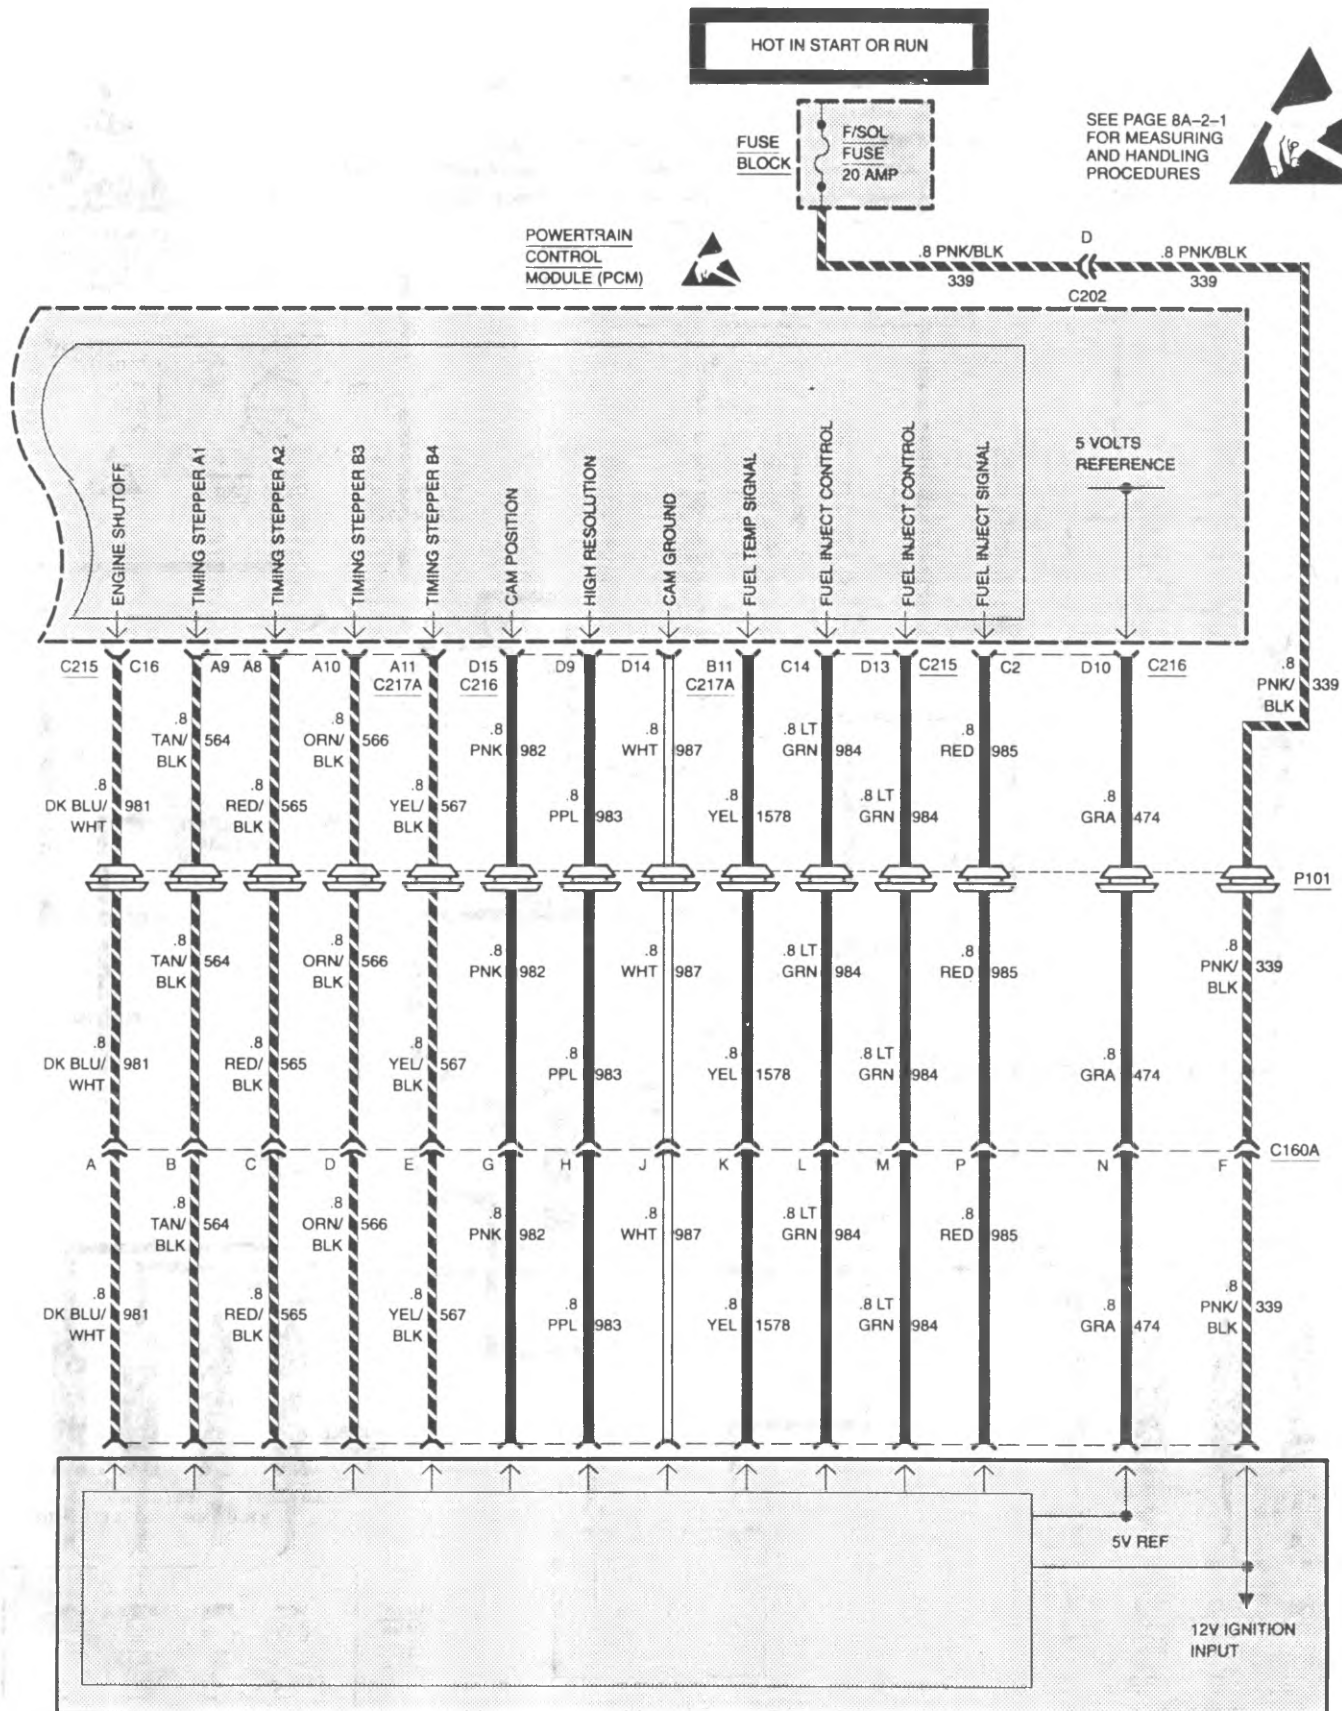 HOT IN START OR RUN
SEE PAGE 8A-2-1
FOR MEASURING
AND HANDLING
PROCEDURES
FUSE
BLOCK
F/SOL
FUSE
20 AMP
POWERTRAIN
CONTROL
MODULE (PCM)
.8 PNK/BLK
339
D
C202
.8 PNK/BLK
339
ENGINE SHUTOFF
TIMING STEPPER A1
TIMING STEPPER A2
TIMING STEPPER B3
TIMING STEPPER B4
CAM POSITION
HIGH RESOLUTION
CAM GROUND
FUEL TEMP SIGNAL
FUEL INJECT CONTROL
FUEL INJECT CONTROL
FUEL INJECT SIGNAL
5 VOLTS
REFERENCE
C215 C16 A9 A8 A10 A11 D15 D9 D14 B11 C14 D13 C215 C2 D10 C216
C217A C216 C217A
.8
PNK/
BLK
339
.8
TAN/
BLK
564
.8
ORN/
BLK
566
.8
PNK
982
.8
WHT
987
.8 LT
GRN
984
.8
RED
985
.8
DK BLU/
WHT
981
.8
RED/
BLK
565
.8
YEL/
BLK
567
.8
PPL
983
.8
YEL
1578
.8 LT
GRN
984
.8
GRA
474
P101
.8
TAN/
BLK
564
.8
ORN/
BLK
566
.8
PNK
982
.8
WHT
987
.8 LT
GRN
984
.8
RED
985
.8
PNK/
BLK
339
.8
DK BLU/
WHT
981
.8
RED/
BLK
565
.8
YEL/
BLK
567
.8
PPL
983
.8
YEL
1578
.8 LT
GRN
984
.8
GRA
474
A B C D E G H J K L M P N F C160A
.8
TAN/
BLK
564
.8
ORN/
BLK
566
.8
PNK
982
.8
WHT
987
.8 LT
GRN
984
.8
RED
985
.8
DK BLU/
WHT
981
.8
RED/
BLK
565
.8
YEL/
BLK
567
.8
PPL
983
.8
YEL
1578
.8 LT
GRN
984
.8
GRA
474
.8
PNK/
BLK
339
5V REF
12V IGNITION
INPUT